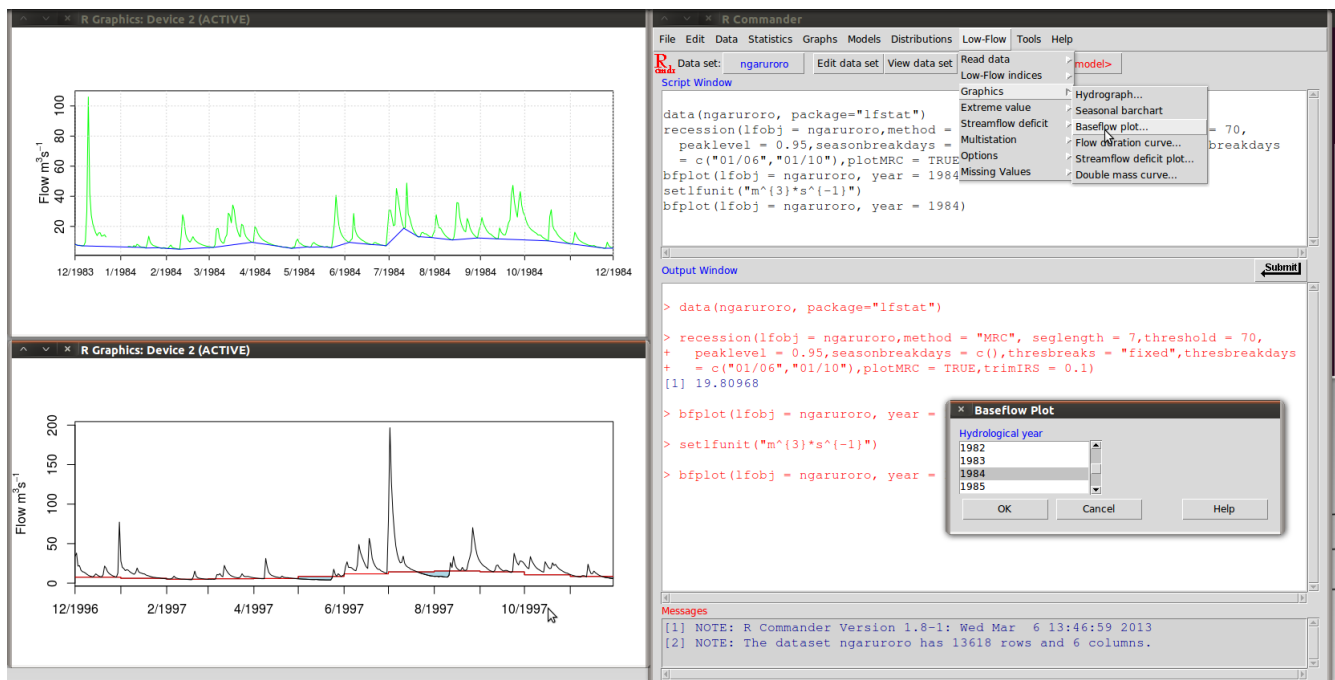 R Graphics: Device 2 (ACTIVE)
Flow m³s⁻¹
100
80
60
40
20
12/1983 1/1984 2/1984 3/1984 4/1984 5/1984 6/1984 7/1984 8/1984 9/1984 10/1984 12/1984
R Graphics: Device 2 (ACTIVE)
Flow m³s⁻¹
200
150
100
50
0
12/1996 2/1997 4/1997 6/1997 8/1997 10/1997
R Commander
File Edit Data Statistics Graphs Models Distributions Low-Flow Tools Help
R cmdr Data set: ngaruroro Edit data set View data set model>
Read data
Low-Flow indices
Graphics
Extreme value
Streamflow deficit
Multistation
Options
Missing Values
Hydrograph...
Seasonal barchart
Baseflow plot...
Flow duration curve...
Streamflow deficit plot...
Double mass curve...
Script Window
data(ngaruroro, package="lfstat")
recession(lfobj = ngaruroro,method = = 70,
peaklevel = 0.95,seasonbreakdays = breakdays
= c("01/06","01/10"),plotMRC = TRUE
bfplot(lfobj = ngaruroro, year = 1984
setlfunit("m^{3}*s^{-1}")
bfplot(lfobj = ngaruroro, year = 1984)
Output Window
Submit
> data(ngaruroro, package="lfstat")
> recession(lfobj = ngaruroro,method = "MRC", seglength = 7,threshold = 70,
+ peaklevel = 0.95,seasonbreakdays = c(),thresbreaks = "fixed",thresbreakdays
+ = c("01/06","01/10"),plotMRC = TRUE,trimIRS = 0.1)
[1] 19.80968
> bfplot(lfobj = ngaruroro, year =
> setlfunit("m^{3}*s^{-1}")
> bfplot(lfobj = ngaruroro, year =
Baseflow Plot
Hydrological year
1982
1983
1984
1985
OK Cancel Help
Messages
[1] NOTE: R Commander Version 1.8-1: Wed Mar 6 13:46:59 2013
[2] NOTE: The dataset ngaruroro has 13618 rows and 6 columns.